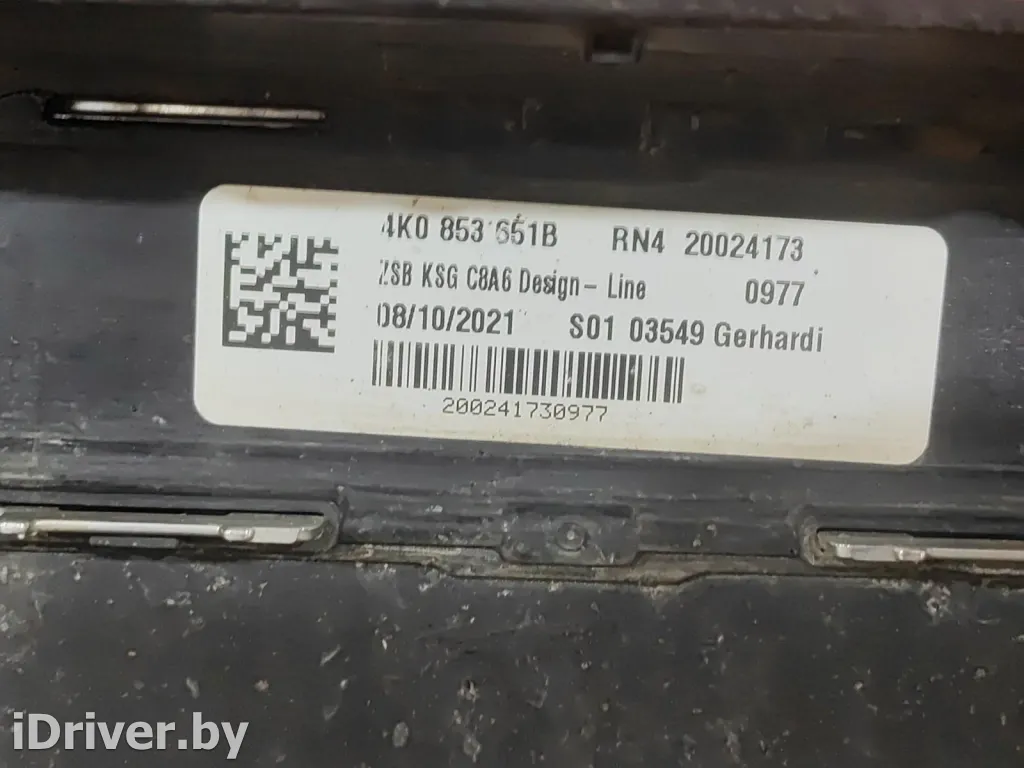 4K0 853 651B RN4 20024173
ZSB KSG C8A6 Design- Line 0977
08/10/2021 S01 03549 Gerhardi
200241730977
iDriver.by